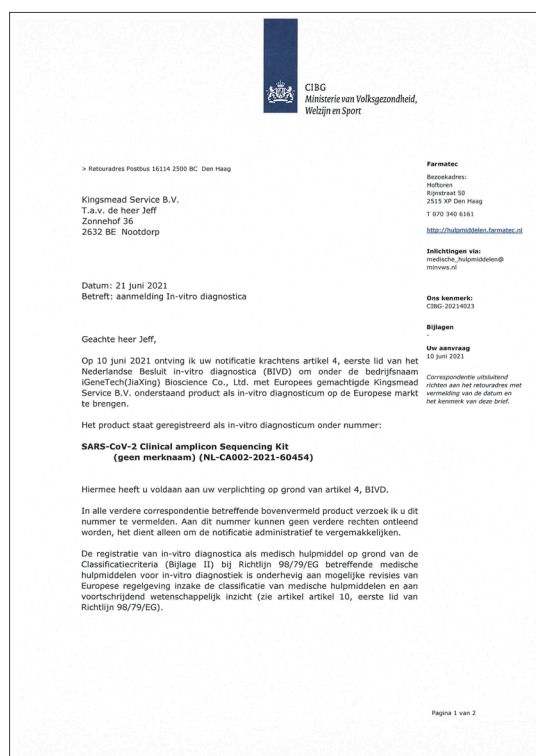 CIBG
Ministerie van Volksgezondheid,
Welzijn en Sport
> Retouradres Postbus 16114 2500 BC Den Haag
Kingsmead Service B.V.
T.a.v. de heer Jeff
Zonnehof 36
2632 BE Nootdorp
Farmatec
Bezoekadres:
Hoftoren
Rijnstraat 50
2515 XP Den Haag
T 070 340 6161
http://hulpmiddelen.farmatec.nl
Inlichtingen via:
medische_hulpmiddelen@
minvws.nl
Ons kenmerk:
CIBG-20214023
Bijlagen
-
Uw aanvraag
10 juni 2021
Correspondentie uitsluitend
richten aan het retouradres met
vermelding van de datum en
het kenmerk van deze brief.
Datum: 21 juni 2021
Betreft: aanmelding In-vitro diagnostica
Geachte heer Jeff,
Op 10 juni 2021 ontving ik uw notificatie krachtens artikel 4, eerste lid van het
Nederlandse Besluit in-vitro diagnostica (BIVD) om onder de bedrijfsnaam
iGeneTech(JiaXing) Bioscience Co., Ltd. met Europees gemachtigde Kingsmead
Service B.V. onderstaand product als in-vitro diagnosticum op de Europese markt
te brengen.
Het product staat geregistreerd als in-vitro diagnosticum onder nummer:
SARS-CoV-2 Clinical amplicon Sequencing Kit
(geen merknaam) (NL-CA002-2021-60454)
Hiermee heeft u voldaan aan uw verplichting op grond van artikel 4, BIVD.
In alle verdere correspondentie betreffende bovenvermeld product verzoek ik u dit
nummer te vermelden. Aan dit nummer kunnen geen verdere rechten ontleend
worden, het dient alleen om de notificatie administratief te vergemakkelijken.
De registratie van in-vitro diagnostica als medisch hulpmiddel op grond van de
Classificatiecriteria (Bijlage II) bij Richtlijn 98/79/EG betreffende medische
hulpmiddelen voor in-vitro diagnostiek is onderhevig aan mogelijke revisies van
Europese regelgeving inzake de classificatie van medische hulpmiddelen en aan
voortschrijdend wetenschappelijk inzicht (zie artikel artikel 10, eerste lid van
Richtlijn 98/79/EG).
Pagina 1 van 2